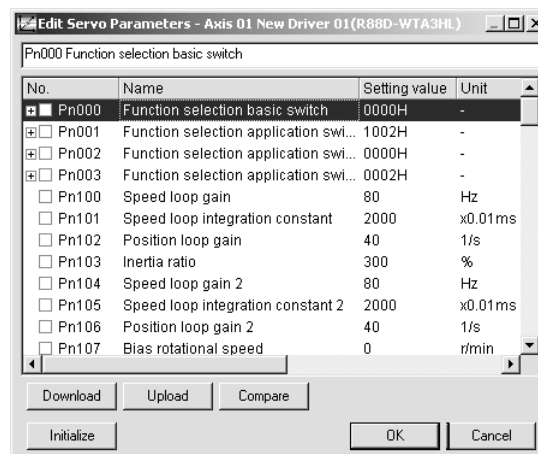 Edit Servo Parameters - Axis 01 New Driver 01(R88D-WTA3HL)
Pn000 Function selection basic switch
No. Name Setting value Unit
Pn000 Function selection basic switch 0000H -
Pn001 Function selection application swi... 1002H -
Pn002 Function selection application swi... 0000H -
Pn003 Function selection application swi... 0002H -
Pn100 Speed loop gain 80 Hz
Pn101 Speed loop integration constant 2000 x0.01ms
Pn102 Position loop gain 40 1/s
Pn103 Inertia ratio 300 %
Pn104 Speed loop gain 2 80 Hz
Pn105 Speed loop integration constant 2 2000 x0.01ms
Pn106 Position loop gain 2 40 1/s
Pn107 Bias rotational speed 0 r/min
Download Upload Compare
Initialize OK Cancel